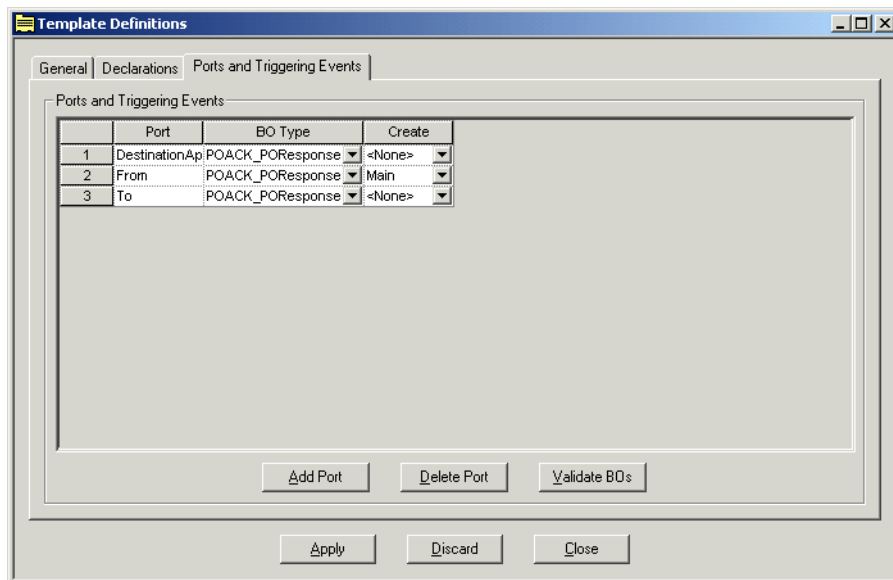 Template Definitions
General Declarations Ports and Triggering Events
Ports and Triggering Events
Port BO Type Create
1 DestinationAp POACK_POResponse <None>
2 From POACK_POResponse Main
3 To POACK_POResponse <None>
Add Port Delete Port Validate BOs
Apply Discard Close